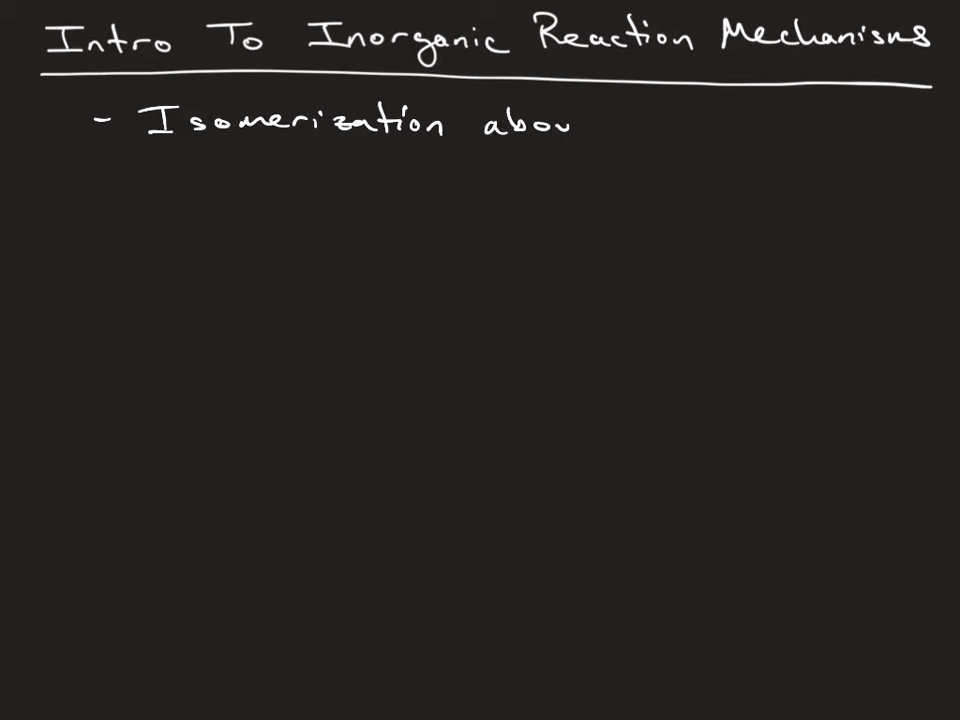 Intro To Inorganic Reaction Mechanisms
- Isomerization abou